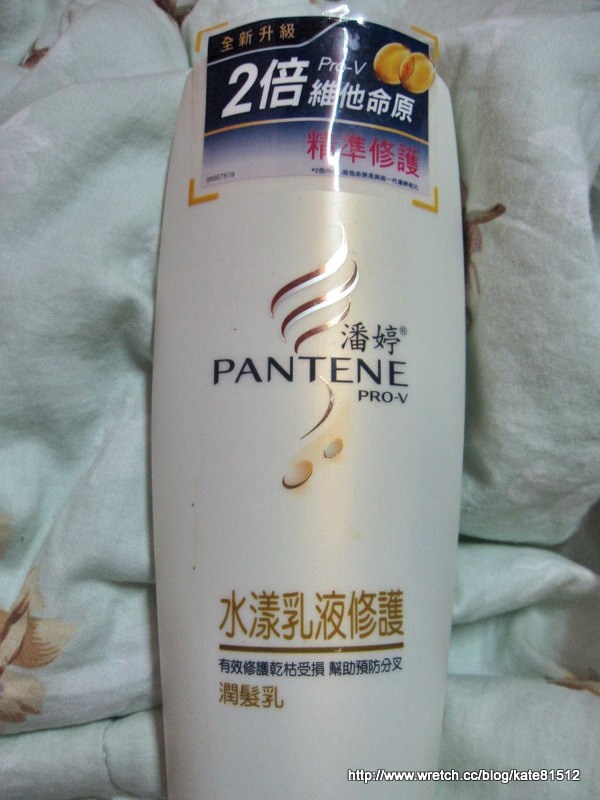 全新升級
2倍 Pro-V
維他命原
精準修護
98967878
潘婷®
PANTENE
PRO-V
水漾乳液修護
有效修護乾枯受損 幫助預防分叉
潤髮乳
http://www.wretch.cc/blog/kate81512